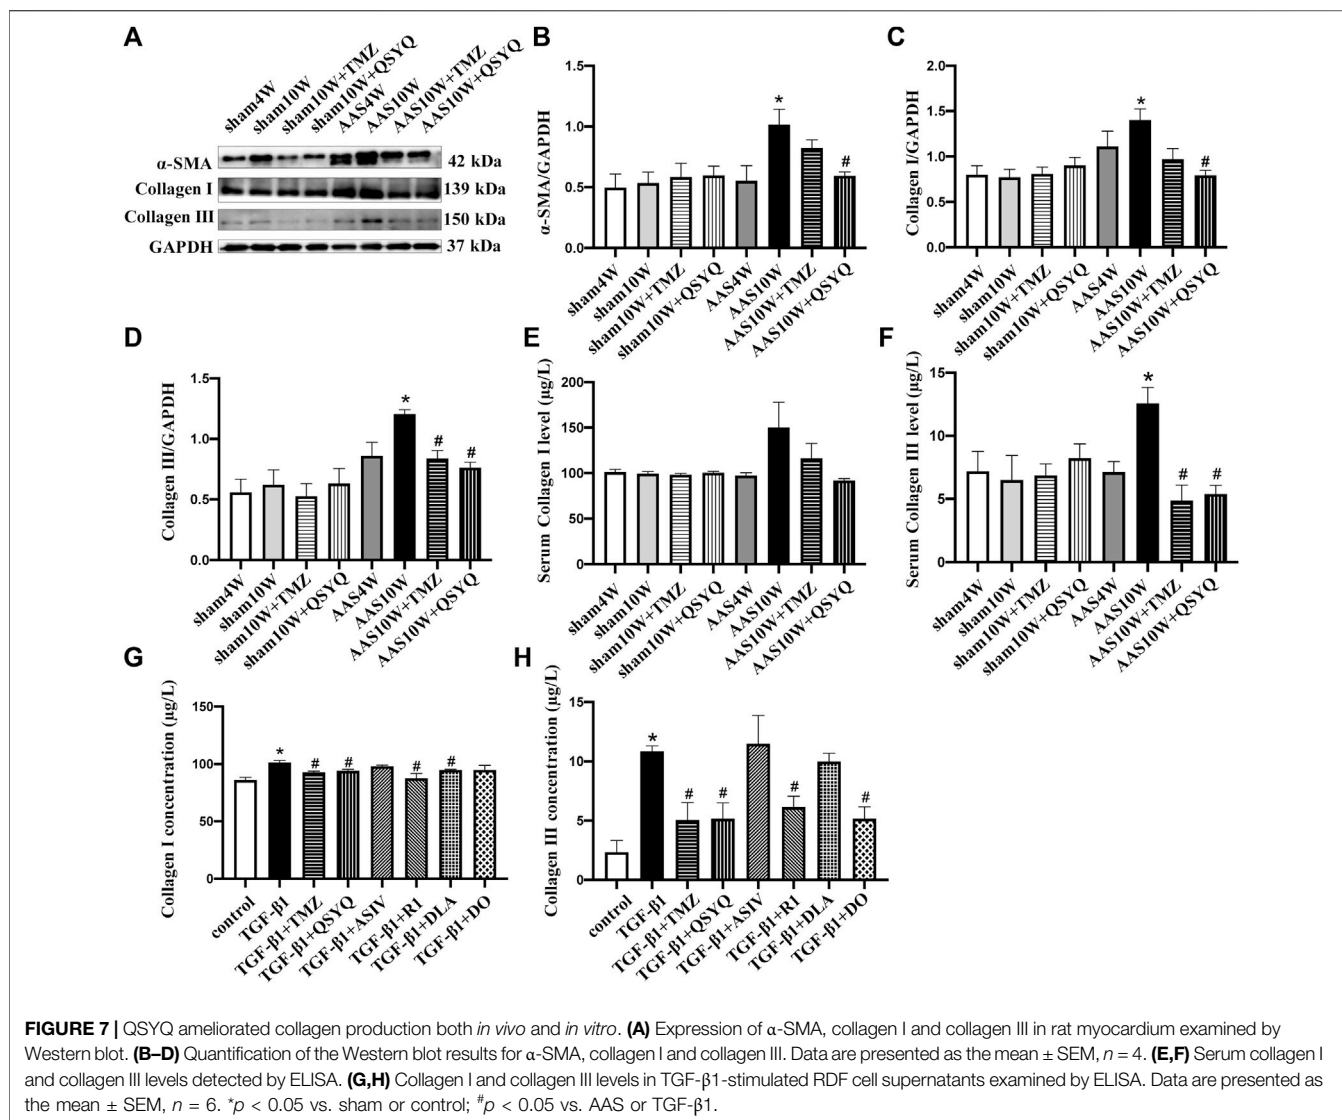 A
sham4W
sham10W
sham10W+TMZ
sham10W+QSYQ
AAS4W
AAS10W
AAS10W+TMZ
AAS10W+QSYQ
α-SMA 42 kDa
Collagen I 139 kDa
Collagen III 150 kDa
GAPDH 37 kDa
B
α-SMA/GAPDH
1.5
1.0
0.5
0.0
*
#
sham4W
sham10W
sham10W+TMZ
sham10W+QSYQ
AAS4W
AAS10W
AAS10W+TMZ
AAS10W+QSYQ
C
Collagen I/GAPDH
2.0
1.5
1.0
0.5
0.0
*
#
sham4W
sham10W
sham10W+TMZ
sham10W+QSYQ
AAS4W
AAS10W
AAS10W+TMZ
AAS10W+QSYQ
D
Collagen III/GAPDH
1.5
1.0
0.5
0.0
*
#
#
sham4W
sham10W
sham10W+TMZ
sham10W+QSYQ
AAS4W
AAS10W
AAS10W+TMZ
AAS10W+QSYQ
E
Serum Collagen I level (μg/L)
200
150
100
50
0
sham4W
sham10W
sham10W+TMZ
sham10W+QSYQ
AAS4W
AAS10W
AAS10W+TMZ
AAS10W+QSYQ
F
Serum Collagen III level (μg/L)
15
10
5
0
*
#
#
sham4W
sham10W
sham10W+TMZ
sham10W+QSYQ
AAS4W
AAS10W
AAS10W+TMZ
AAS10W+QSYQ
G
Collagen I concentration (μg/L)
150
100
50
0
*
#
#
#
#
control
TGF-β1
TGF-β1+TMZ
TGF-β1+QSYQ
TGF-β1+ASIV
TGF-β1+R1
TGF-β1+DLA
TGF-β1+DO
H
Collagen III concentration (μg/L)
15
10
5
0
*
#
#
#
#
control
TGF-β1
TGF-β1+TMZ
TGF-β1+QSYQ
TGF-β1+ASIV
TGF-β1+R1
TGF-β1+DLA
TGF-β1+DO
FIGURE 7 | QSYQ ameliorated collagen production both in vivo and in vitro. (A) Expression of α-SMA, collagen I and collagen III in rat myocardium examined by
Western blot. (B–D) Quantification of the Western blot results for α-SMA, collagen I and collagen III. Data are presented as the mean ± SEM, n = 4. (E,F) Serum collagen I
and collagen III levels detected by ELISA. (G,H) Collagen I and collagen III levels in TGF-β1-stimulated RDF cell supernatants examined by ELISA. Data are presented as
the mean ± SEM, n = 6. *p < 0.05 vs. sham or control; #p < 0.05 vs. AAS or TGF-β1.